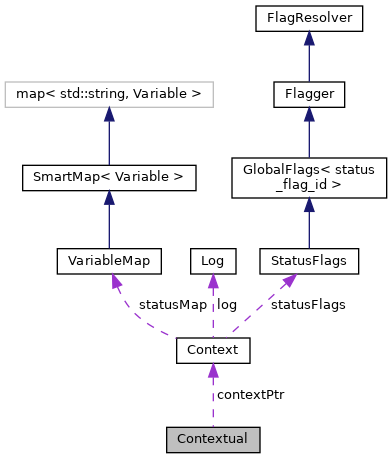 FlagResolver
map< std::string, Variable >
Flagger
SmartMap< Variable >
GlobalFlags< status
_flag_id >
VariableMap
Log
StatusFlags
statusMap
log
statusFlags
Context
contextPtr
Contextual